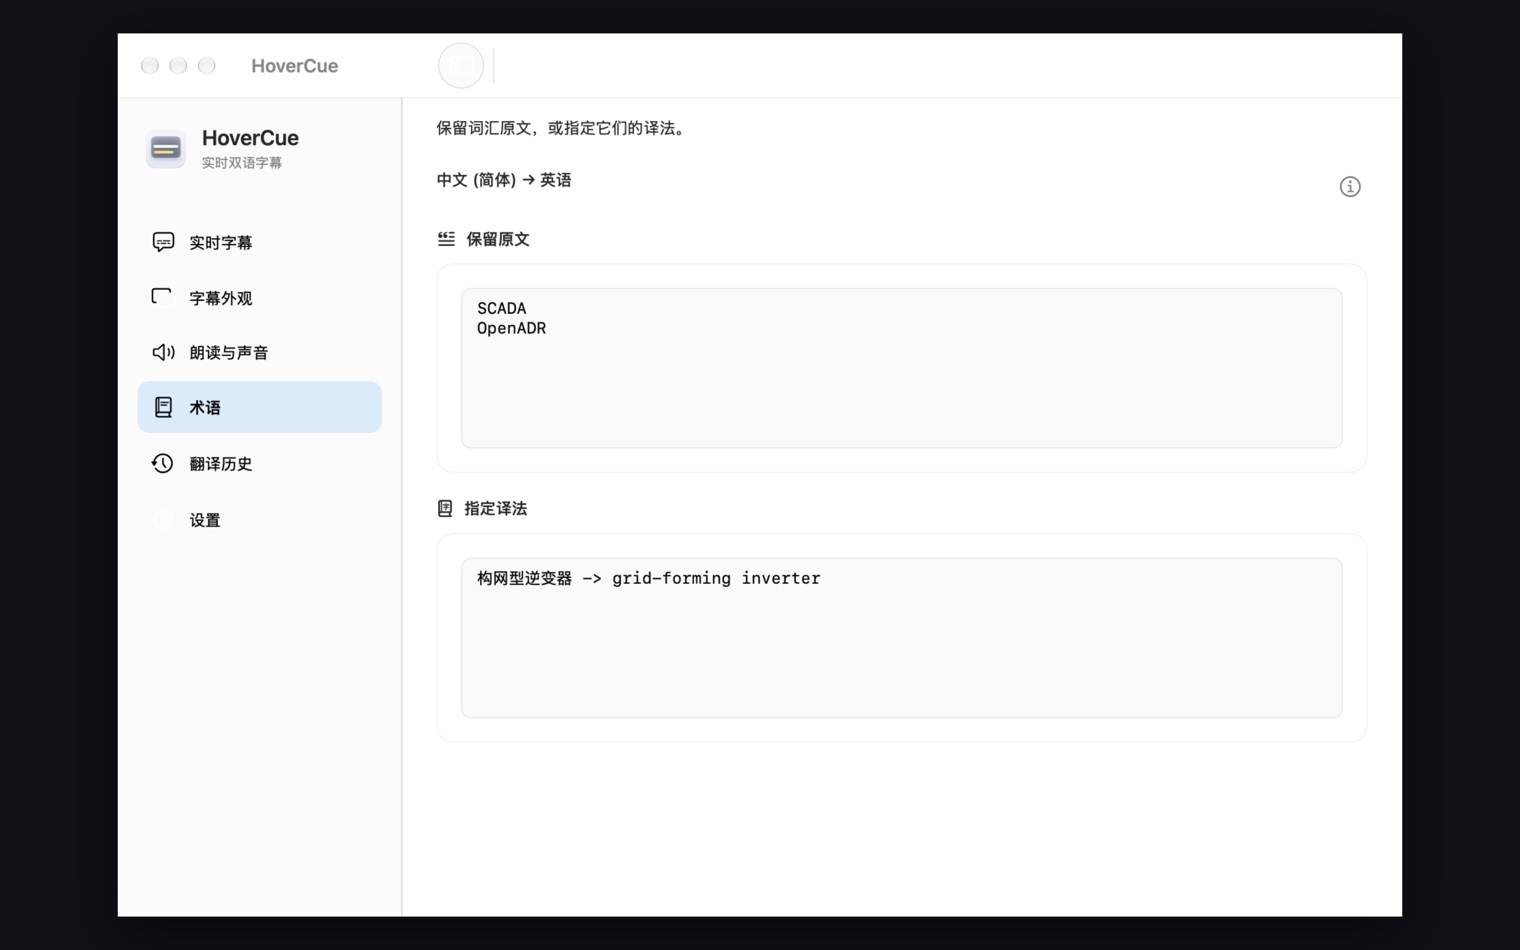 HoverCue
HoverCue
实时双语字幕
实时字幕
字幕外观
朗读与声音
术语
翻译历史
设置
保留词汇原文，或指定它们的译法。
中文 (简体) → 英语
保留原文
SCADA
OpenADR
指定译法
构网型逆变器 -> grid-forming inverter